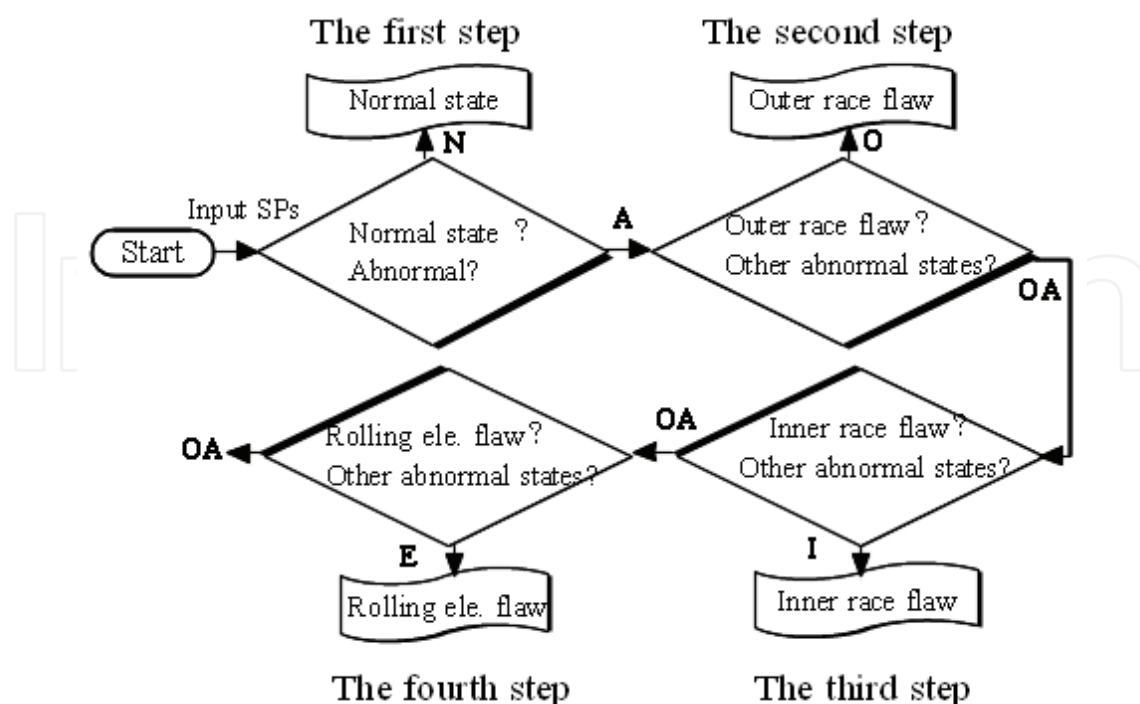 The first step
The second step
Normal state
Outer race flaw
N
O
Input SPs
Start
Normal state ?
Abnormal?
A
Outer race flaw?
Other abnormal states?
OA
Rolling ele. flaw?
Other abnormal states?
OA
OA
Inner race flaw?
Other abnormal states?
E
I
Rolling ele. flaw
Inner race flaw
The fourth step
The third step